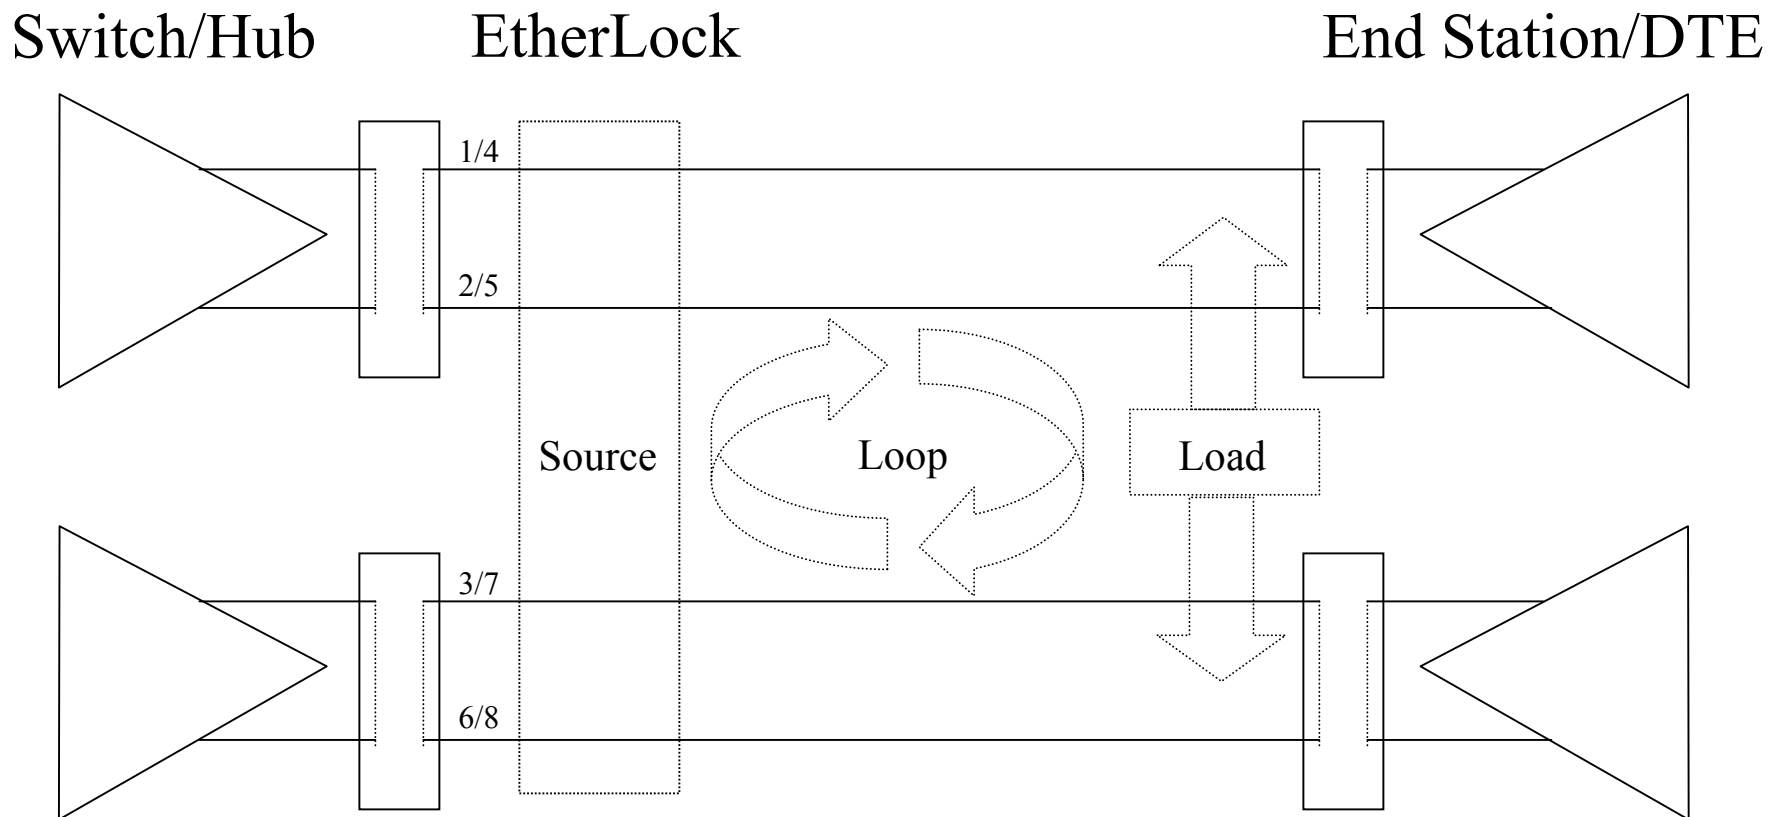 Switch/Hub
EtherLock
End Station/DTE
1/4
2/5
Source
Loop
Load
3/7
6/8